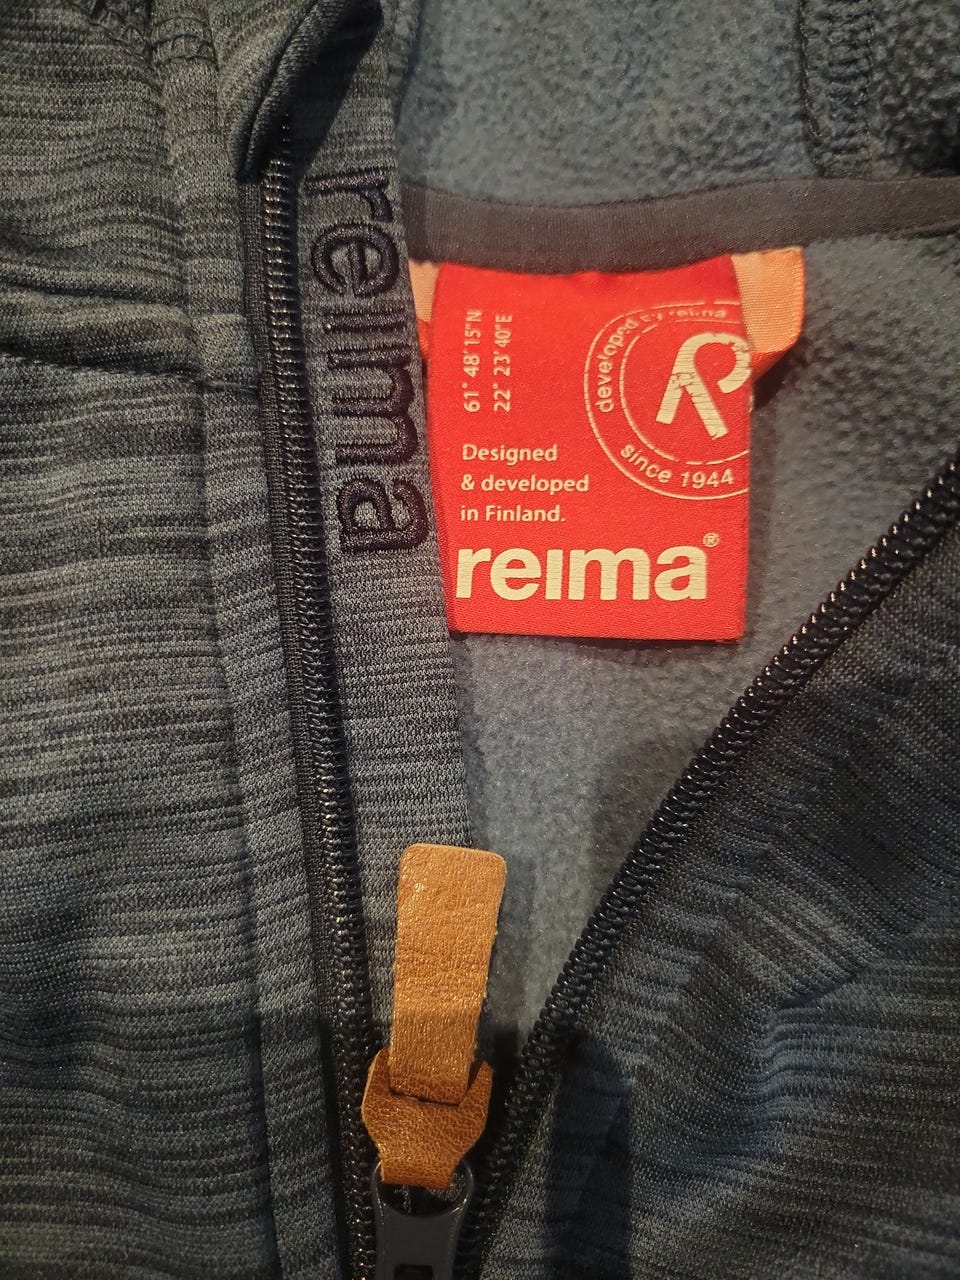 reima
61° 48' 15"N
22° 23' 40"E
developed by reima
since 1944
Designed
& developed
in Finland.
reima®